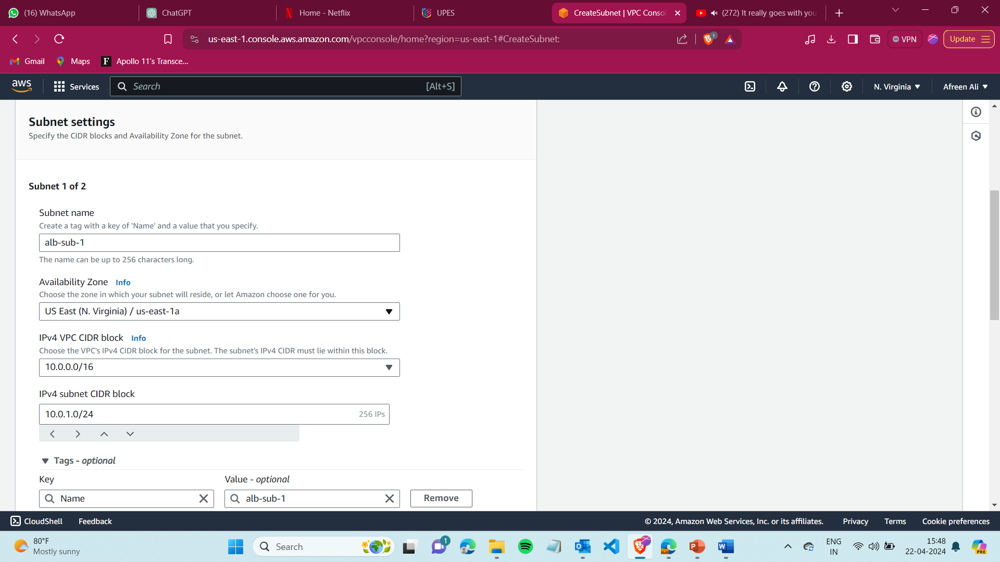 (16) WhatsApp
ChatGPT
Home - Netflix
UPES
CreateSubnet | VPC Consol
(272) It really goes with you
us-east-1.console.aws.amazon.com/vpcconsole/home?region=us-east-1#CreateSubnet:
1
VPN
Update
Gmail
Maps
F
Apollo 11's Transce...
aws
Services
Search
[Alt+S]
N. Virginia
Afreen Ali
Subnet settings
Specify the CIDR blocks and Availability Zone for the subnet.
Subnet 1 of 2
Subnet name
Create a tag with a key of 'Name' and a value that you specify.
alb-sub-1
The name can be up to 256 characters long.
Availability Zone Info
Choose the zone in which your subnet will reside, or let Amazon choose one for you.
US East (N. Virginia) / us-east-1a
IPv4 VPC CIDR block Info
Choose the VPC's IPv4 CIDR block for the subnet. The subnet's IPv4 CIDR must lie within this block.
10.0.0.0/16
IPv4 subnet CIDR block
10.0.1.0/24
256 IPs
Tags - optional
Key
Value - optional
Name
alb-sub-1
Remove
CloudShell
Feedback
© 2024, Amazon Web Services, Inc. or its affiliates.
Privacy
Terms
Cookie preferences
80°F
Mostly sunny
Search
1
ENG
IN
15:48
22-04-2024
PRE